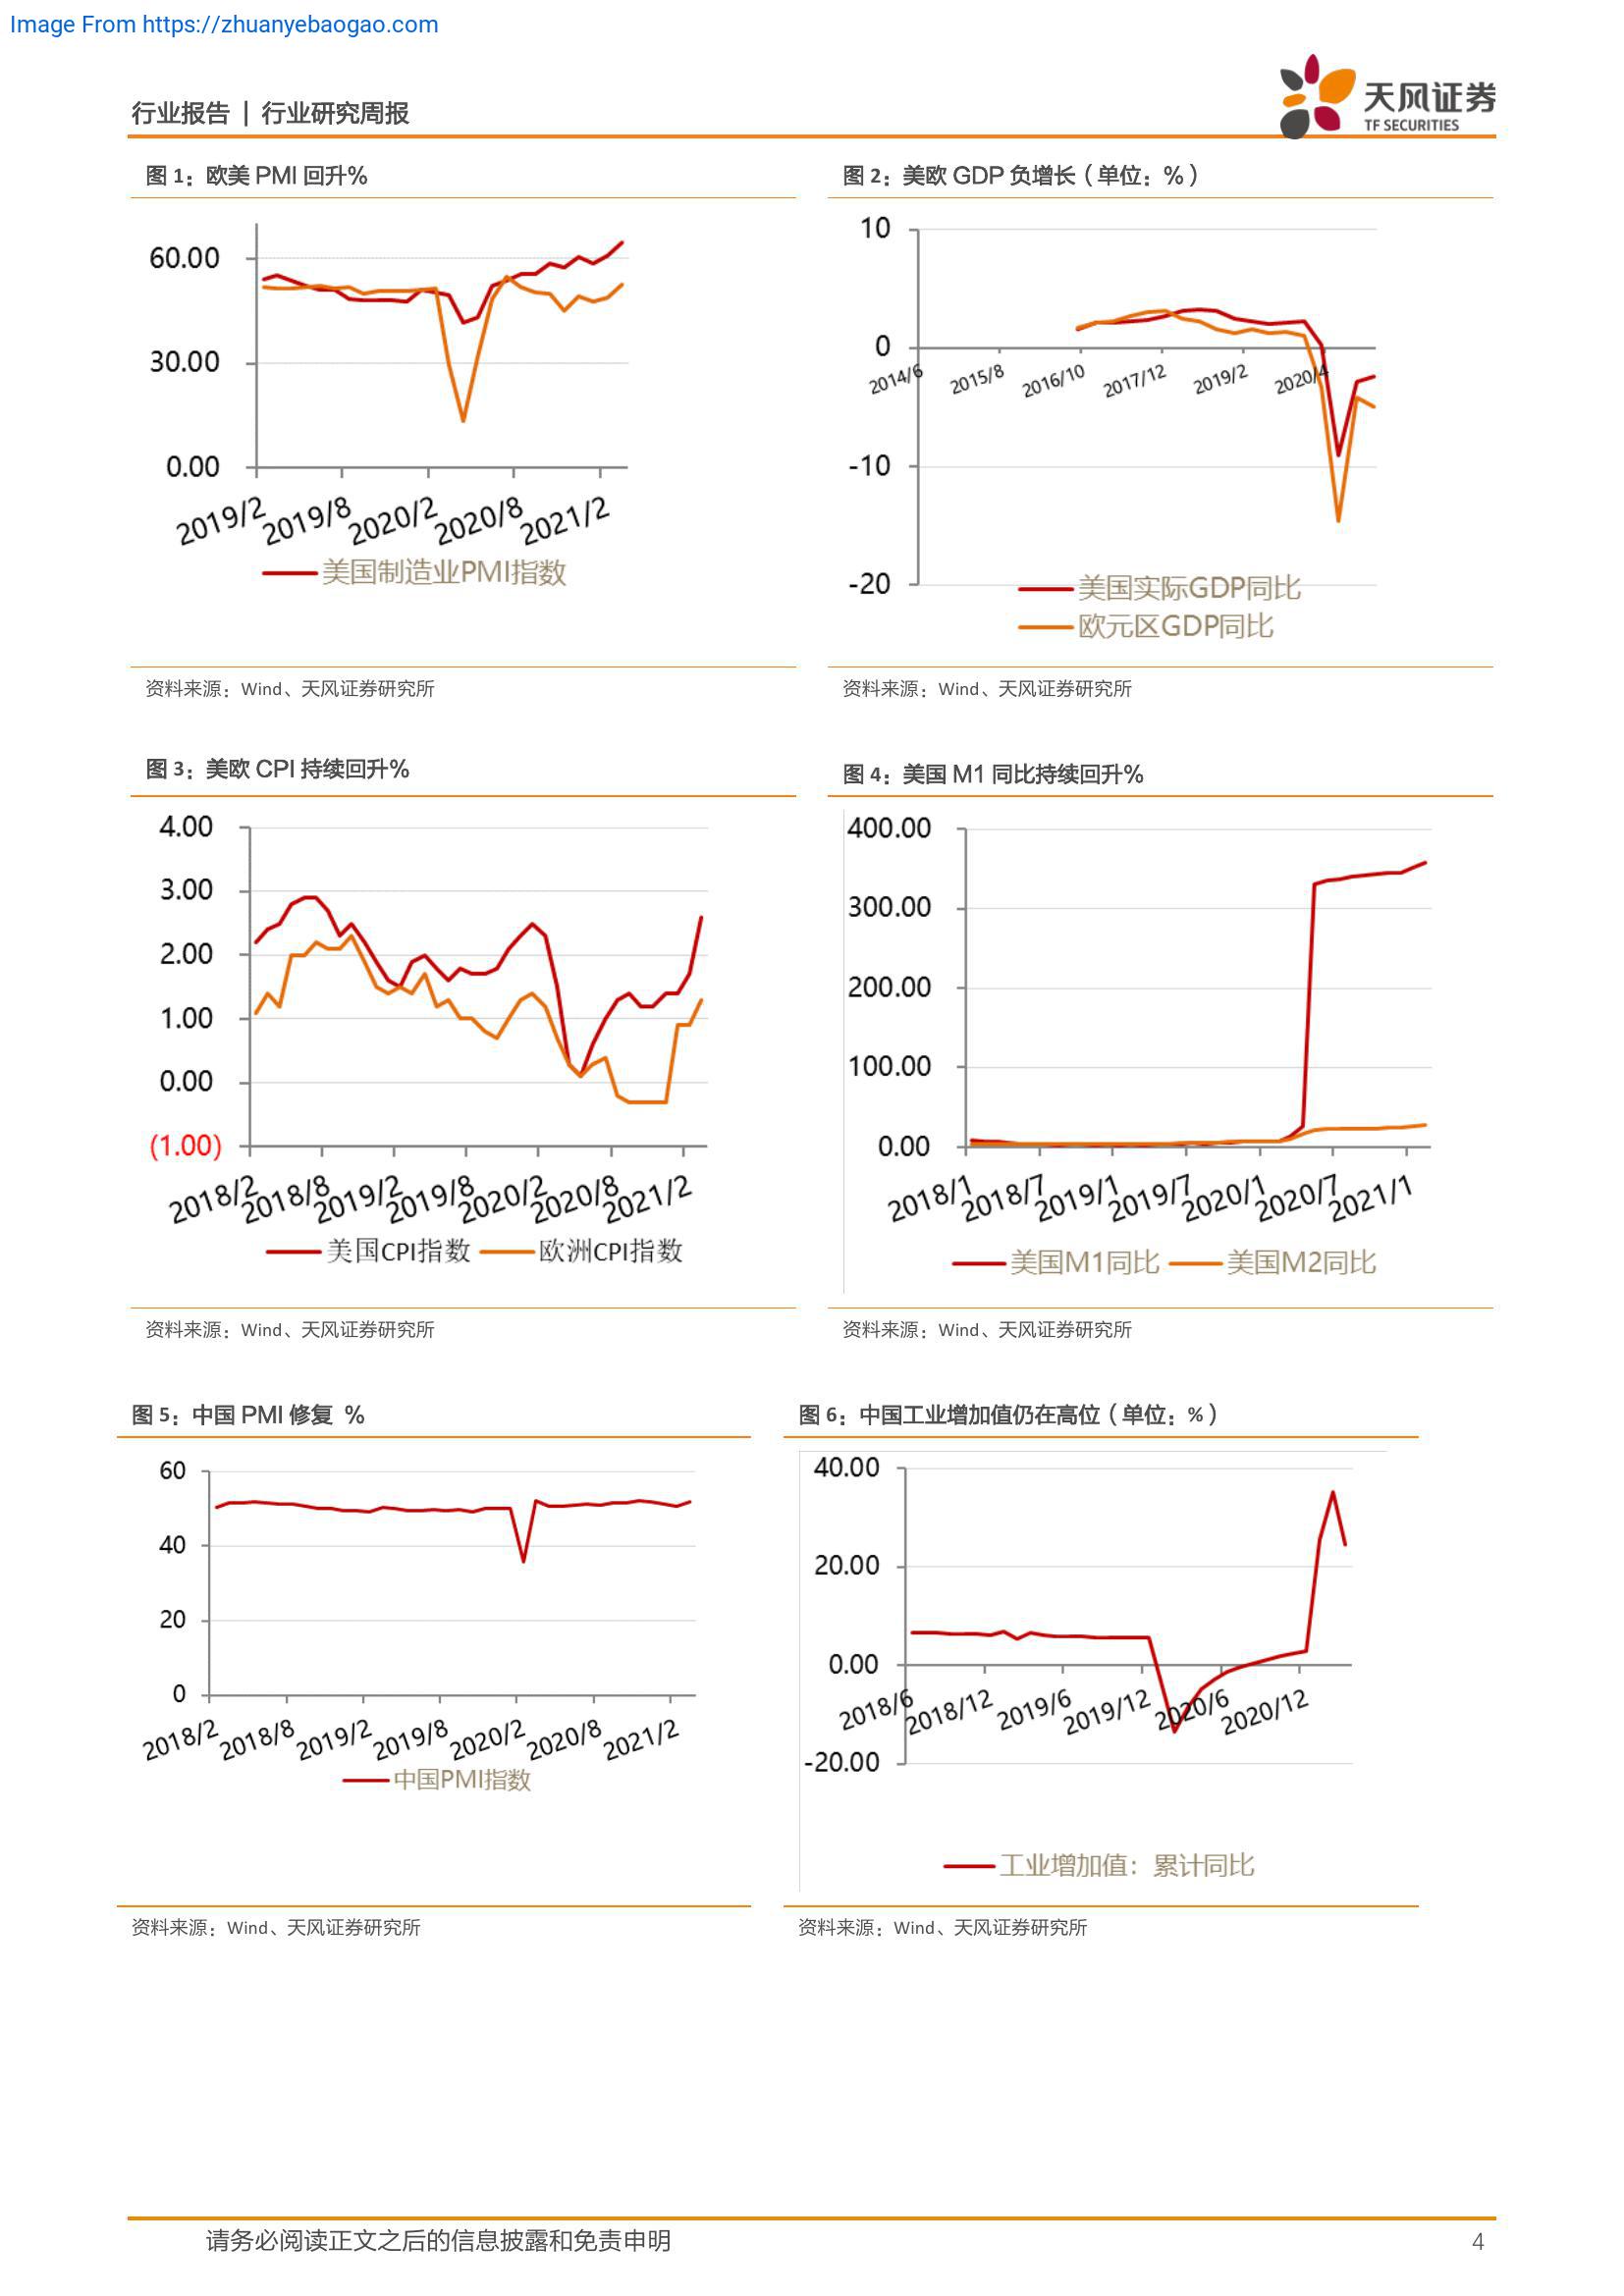 Image From https://zhuanyebaogao.com
行业报告 | 行业研究周报
天风证券
TF SECURITIES
图 1：欧美 PMI 回升%
60.00
30.00
0.00
2019/2
2019/8
2020/2
2020/8
2021/2
美国制造业PMI指数
资料来源：Wind、天风证券研究所
图 2：美欧 GDP 负增长（单位：%）
10
0
-10
-20
2014/6
2015/8
2016/10
2017/12
2019/2
2020/4
美国实际GDP同比
欧元区GDP同比
资料来源：Wind、天风证券研究所
图 3：美欧 CPI 持续回升%
4.00
3.00
2.00
1.00
0.00
(1.00)
2018/2
2018/8
2019/2
2019/8
2020/2
2020/8
2021/2
美国CPI指数
欧洲CPI指数
资料来源：Wind、天风证券研究所
图 4：美国 M1 同比持续回升%
400.00
300.00
200.00
100.00
0.00
2018/1
2018/7
2019/1
2019/7
2020/1
2020/7
2021/1
美国M1同比
美国M2同比
资料来源：Wind、天风证券研究所
图 5：中国 PMI 修复 %
60
40
20
0
2018/2
2018/8
2019/2
2019/8
2020/2
2020/8
2021/2
中国PMI指数
资料来源：Wind、天风证券研究所
图 6：中国工业增加值仍在高位（单位：%）
40.00
20.00
0.00
-20.00
2018/6
2018/12
2019/6
2019/12
2020/6
2020/12
工业增加值：累计同比
资料来源：Wind、天风证券研究所
请务必阅读正文之后的信息披露和免责申明
4